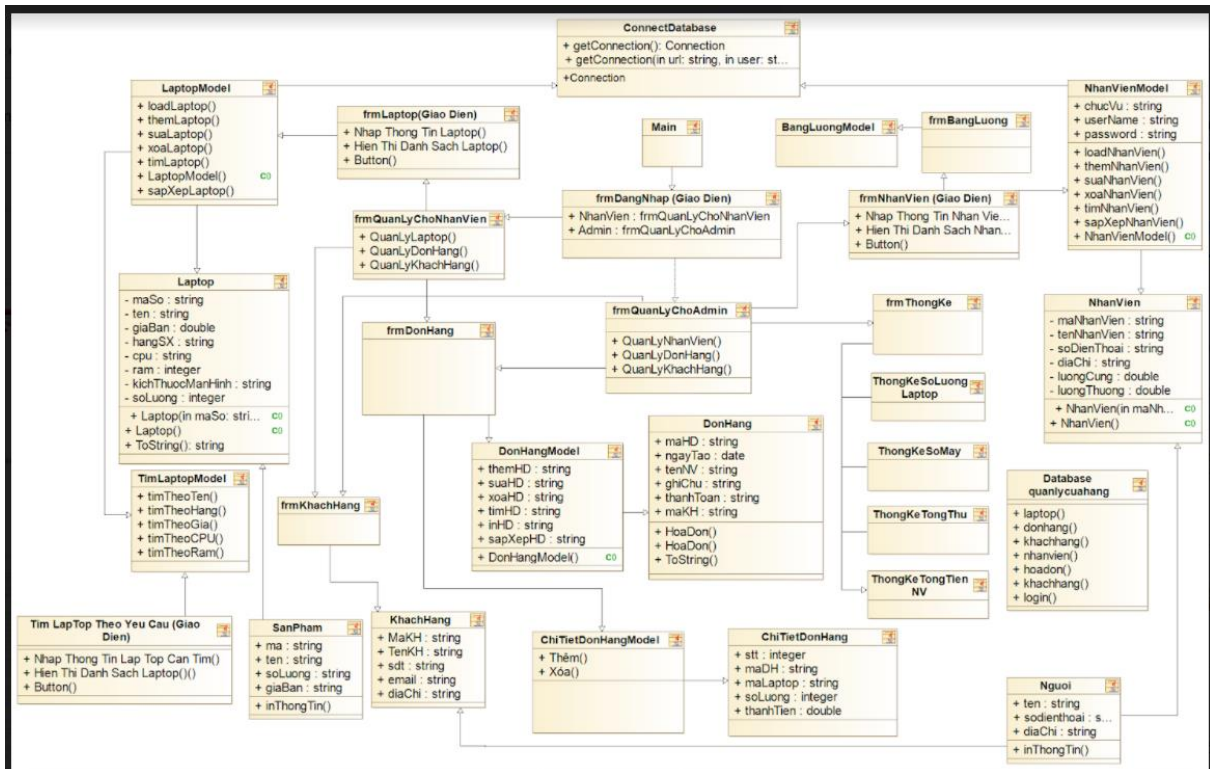 ConnectDatabase
+ getConnection(): Connection
+ getConnection(in url: string, in user: st...
+Connection
LaptopModel
+ loadLaptop()
+ themLaptop()
+ suaLaptop()
+ xoaLaptop()
+ timLaptop()
+ LaptopModel()
+ sapXepLaptop()
frmLaptop(Giao Dien)
+ Nhap Thong Tin Laptop()
+ Hien Thi Danh Sach Laptop()
+ Button()
Main
BangLuongModel
frmBangLuong
NhanVienModel
+ chucVu : string
+ userName : string
+ password : string
+ loadNhanVien()
+ themNhanVien()
+ suaNhanVien()
+ xoaNhanVien()
+ timNhanVien()
+ sapXepNhanVien()
+ NhanVienModel()
frmQuanLyChoNhanVien
+ QuanLyLaptop()
+ QuanLyDonHang()
+ QuanLyKhachHang()
frmDangNhap (Giao Dien)
+ NhanVien : frmQuanLyChoNhanVien
+ Admin : frmQuanLyChoAdmin
frmNhanVien (Giao Dien)
+ Nhap Thong Tin Nhan Vie...
+ Hien Thi Danh Sach Nhan...
+ Button()
Laptop
- maSo : string
- ten : string
- giaBan : double
- hangSX : string
- cpu : string
- ram : integer
- kichThuocManHinh : string
- soLuong : integer
+ Laptop(in maSo: stri...
+ Laptop()
+ ToString(): string
frmDonHang
frmQuanLyChoAdmin
+ QuanLyNhanVien()
+ QuanLyDonHang()
+ QuanLyKhachHang()
frmThongKe
NhanVien
- maNhanVien : string
- tenNhanVien : string
- soDienThoai : string
- diaChi : string
- luongCung : double
- luongThuong : double
+ NhanVien(in maNh...
+ NhanVien()
ThongKeSoLuong
Laptop
TimLaptopModel
+ timTheoTen()
+ timTheoHang()
+ timTheoGia()
+ timTheoCPU()
+ timTheoRam()
frmKhachHang
DonHangModel
+ themHD : string
+ suaHD : string
+ xoaHD : string
+ timHD : string
+ inHD : string
+ sapXepHD : string
+ DonHangModel()
DonHang
+ maHD : string
+ ngayTao : date
+ tenNV : string
+ ghiChu : string
+ thanhToan : string
+ maKH : string
+ HoaDon()
+ HoaDon()
+ ToString()
ThongKeSoMay
ThongKeTongThu
ThongKeTongTien
NV
Database
quanlycuahang
+ laptop()
+ donhang()
+ khachhang()
+ nhanvien()
+ hoadon()
+ khachhang()
+ login()
Tim LapTop Theo Yeu Cau (Giao
Dien)
+ Nhap Thong Tin Lap Top Can Tim()
+ Hien Thi Danh Sach Laptop()()
+ Button()
SanPham
+ ma : string
+ ten : string
+ soLuong : string
+ giaBan : string
+ inThongTin()
KhachHang
+ MaKH : string
+ TenKH : string
+ sdt : string
+ email : string
+ diaChi : string
ChiTietDonHangModel
+ Thêm()
+ Xóa()
ChiTietDonHang
+ stt : integer
+ maDH : string
+ maLaptop : string
+ soLuong : integer
+ thanhTien : double
Nguoi
+ ten : string
+ sodienthoai : s...
+ diaChi : string
+ inThongTin()